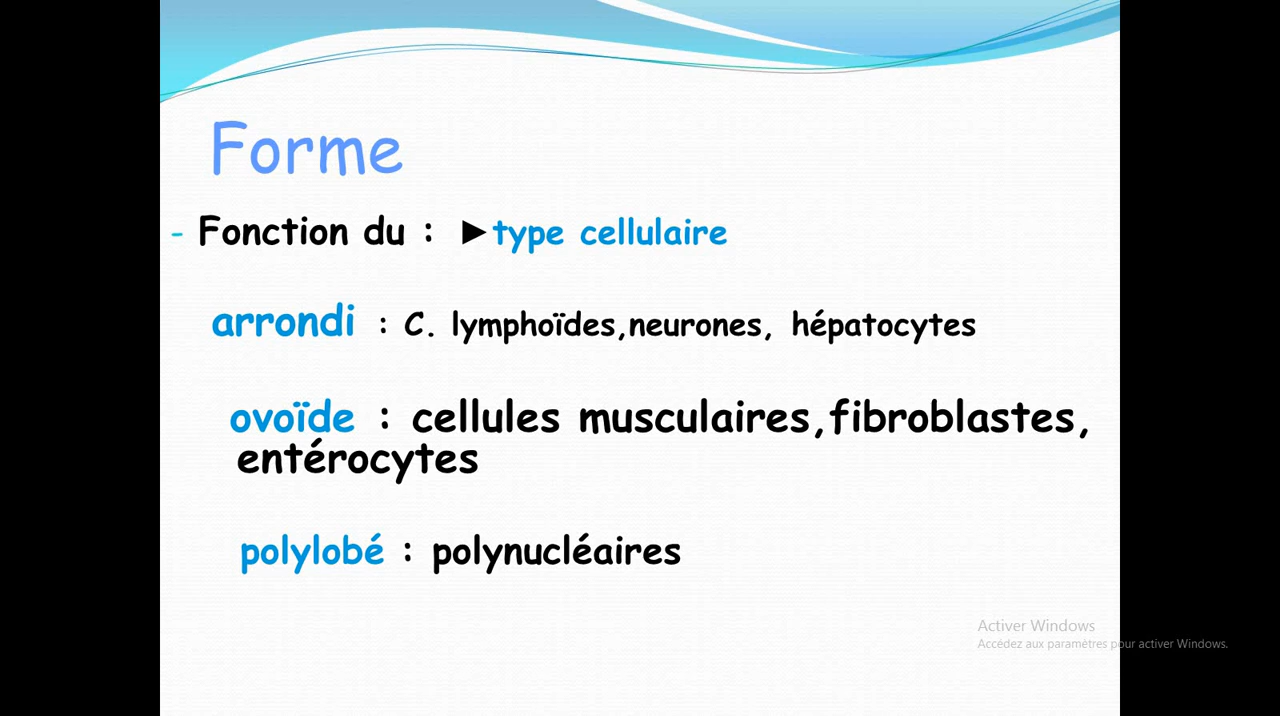 Forme
- Fonction du : ►type cellulaire
arrondi : C. lymphoïdes,neurones, hépatocytes
ovoïde : cellules musculaires,fibroblastes,
entérocytes
polylobé : polynucléaires
Activer Windows
Accédez aux paramètres pour activer Windows.